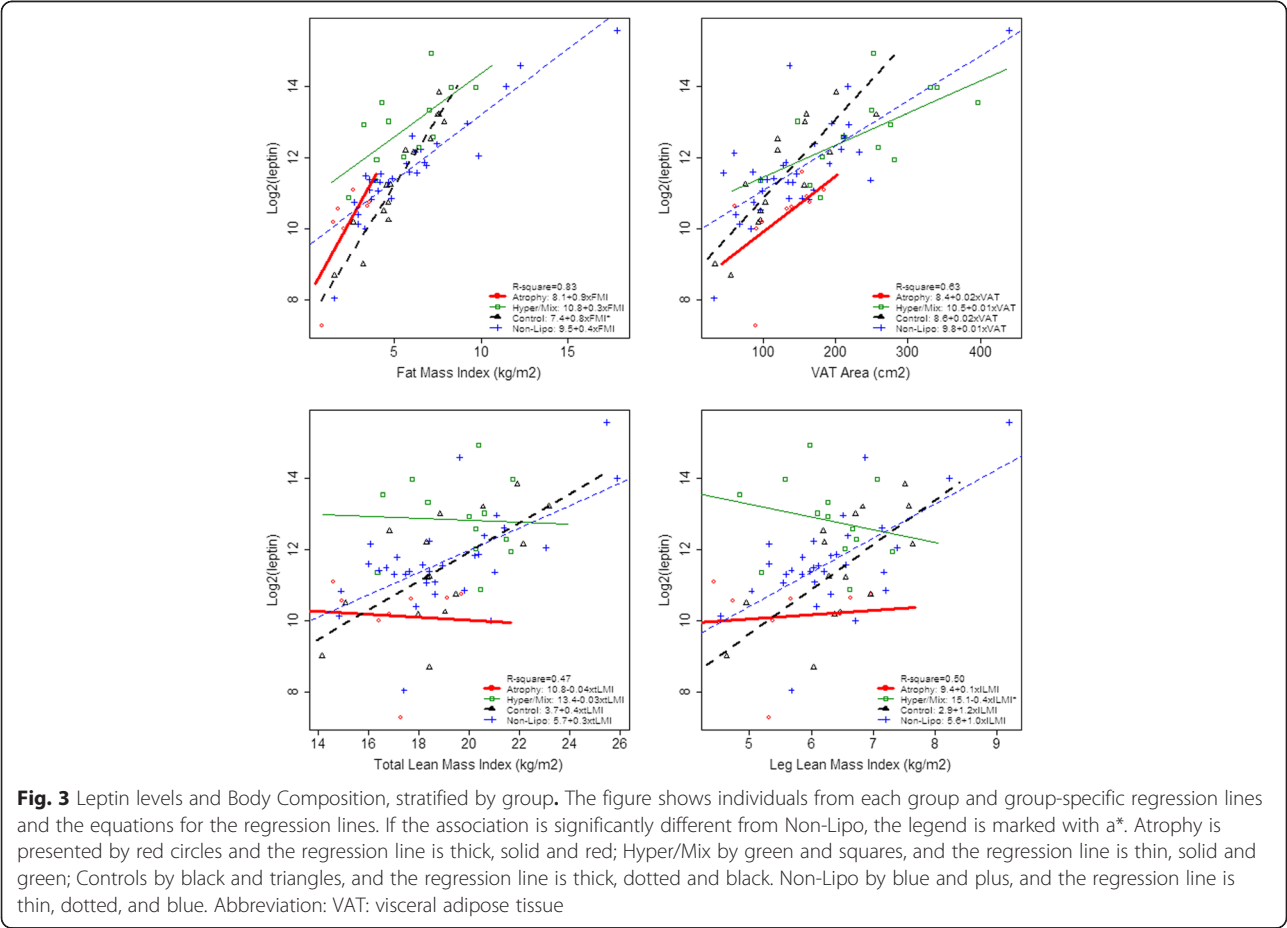 Log2(leptin)
14
12
10
8
R-square=0.83
Atrophy: 8.1+0.9xFMI
Hyper/Mix: 10.8+0.3xFMI
Control: 7.4+0.8xFMI*
Non-Lipo: 9.5+0.4xFMI
5 10 15
Fat Mass Index (kg/m2)
Log2(leptin)
14
12
10
8
R-square=0.63
Atrophy: 8.4+0.02xVAT
Hyper/Mix: 10.5+0.01xVAT
Control: 8.6+0.02xVAT
Non-Lipo: 9.8+0.01xVAT
100 200 300 400
VAT Area (cm2)
Log2(leptin)
14
12
10
8
R-square=0.47
Atrophy: 10.8-0.04xtLMI
Hyper/Mix: 13.4-0.03xtLMI
Control: 3.7+0.4xtLMI
Non-Lipo: 5.7+0.3xtLMI
14 16 18 20 22 24 26
Total Lean Mass Index (kg/m2)
Log2(leptin)
14
12
10
8
R-square=0.50
Atrophy: 9.4+0.1xlLMI
Hyper/Mix: 15.1-0.4xlLMI*
Control: 2.9+1.2xlLMI
Non-Lipo: 5.6+1.0xlLMI
5 6 7 8 9
Leg Lean Mass Index (kg/m2)
Fig. 3 Leptin levels and Body Composition, stratified by group. The figure shows individuals from each group and group-specific regression lines
and the equations for the regression lines. If the association is significantly different from Non-Lipo, the legend is marked with a*. Atrophy is
presented by red circles and the regression line is thick, solid and red; Hyper/Mix by green and squares, and the regression line is thin, solid and
green; Controls by black and triangles, and the regression line is thick, dotted and black. Non-Lipo by blue and plus, and the regression line is
thin, dotted, and blue. Abbreviation: VAT: visceral adipose tissue